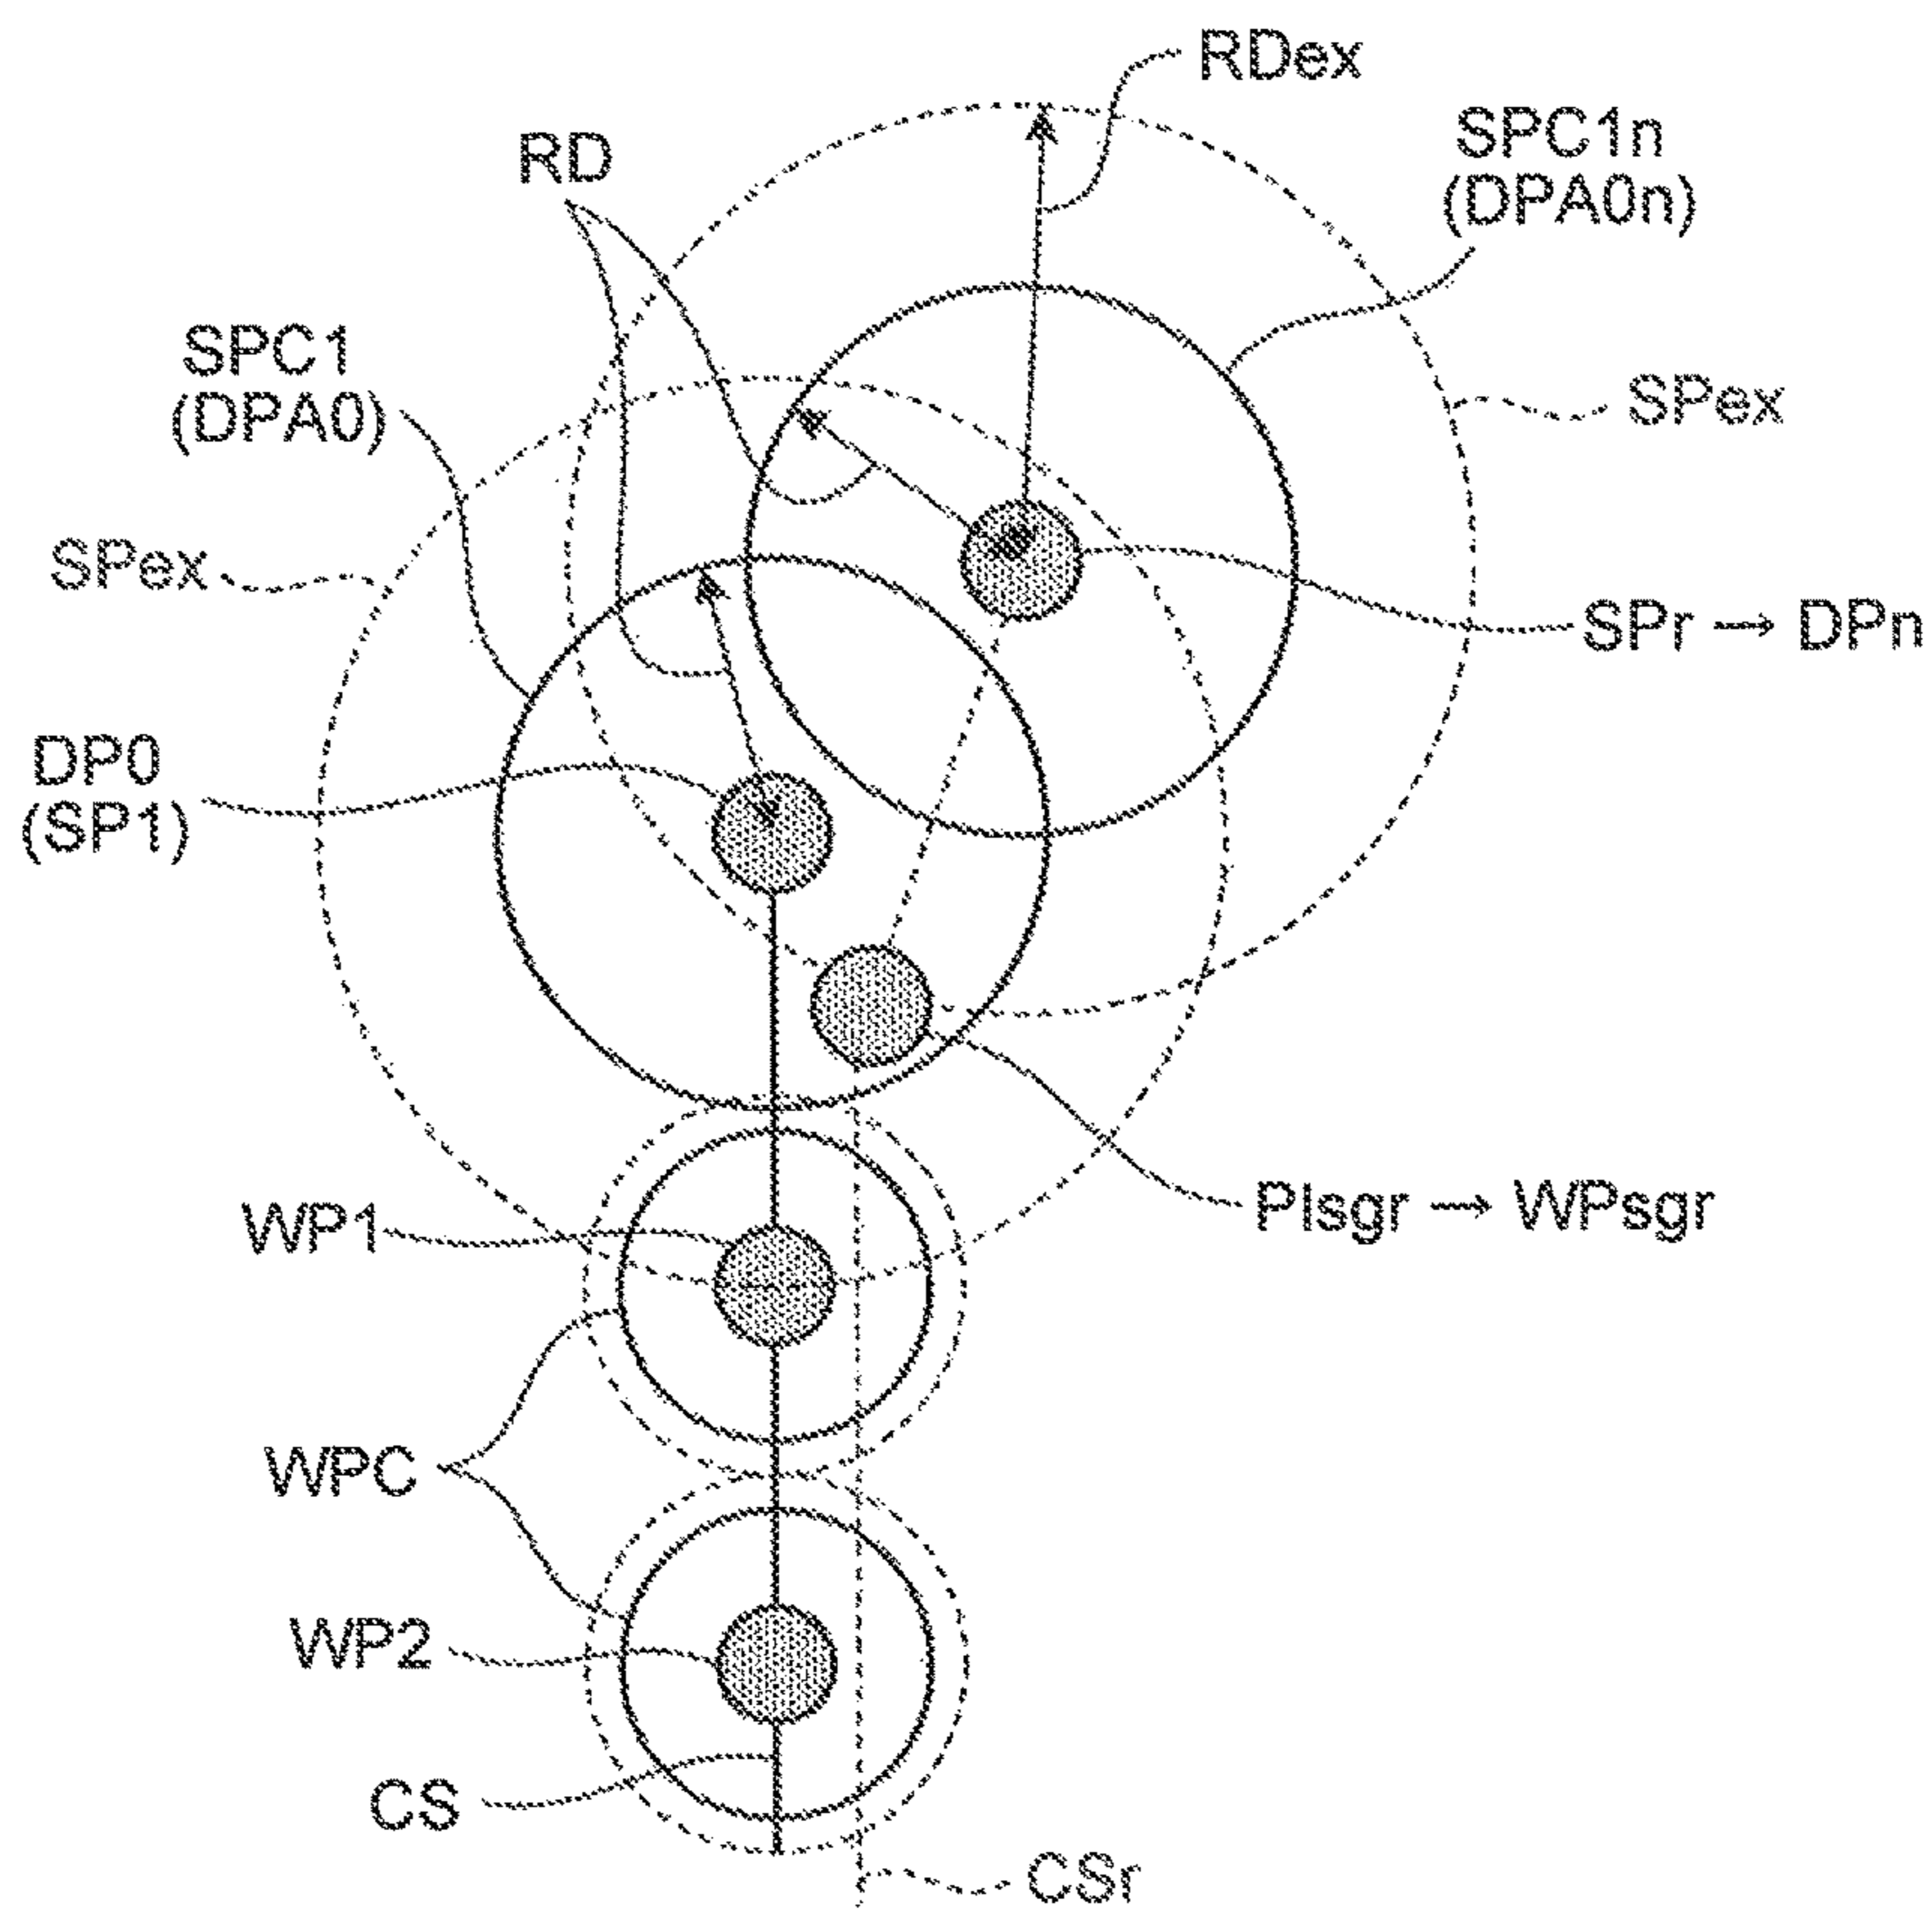 RDex
SPC1n
(DPA0n)
RD
SPC1
(DPA0)
SPex
SPex
SPr → DPn
DP0
(SP1)
WP1
PIsgr → WPsgr
WPC
WP2
CS
CSr